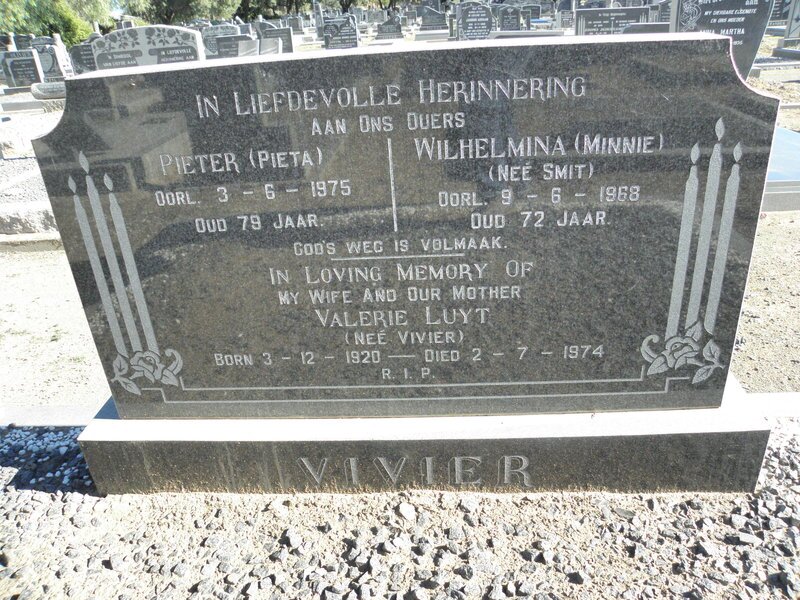 IN LIEFDEVOLLE HERINNERING
AAN ONS OUERS
PIETER (PIETA)
OORL. 3 - 6 - 1975
OUD 79 JAAR.
WILHELMINA (MINNIE)
(NEÉ SMIT)
OORL. 9 - 6 - 1968
OUD 72 JAAR.
GOD'S WEG IS VOLMAAK.
IN LOVING MEMORY OF
MY WIFE AND OUR MOTHER
VALERIE LUYT
(NEÉ VIVIER)
BORN 3 - 12 - 1920 — DIED 2 - 7 - 1974
R.I.P.
VIVIER